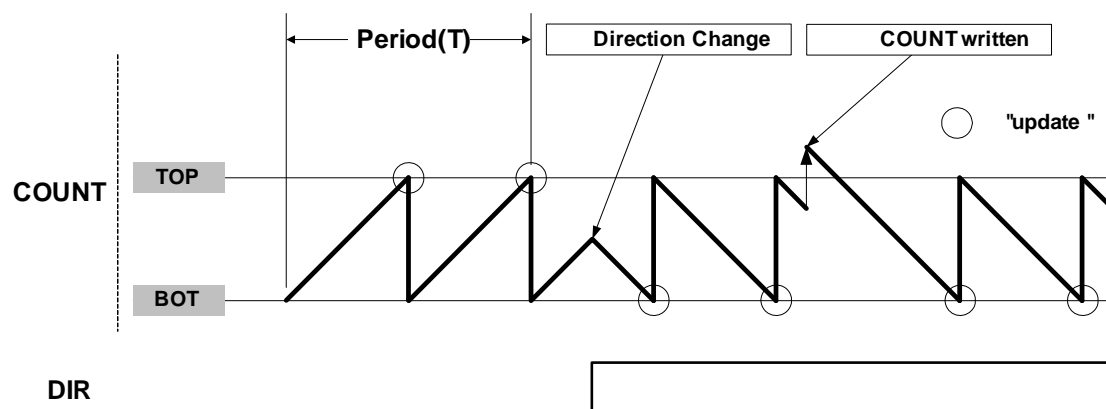 Period(T)
Direction Change
COUNT written
"update "
TOP
COUNT
BOT
DIR